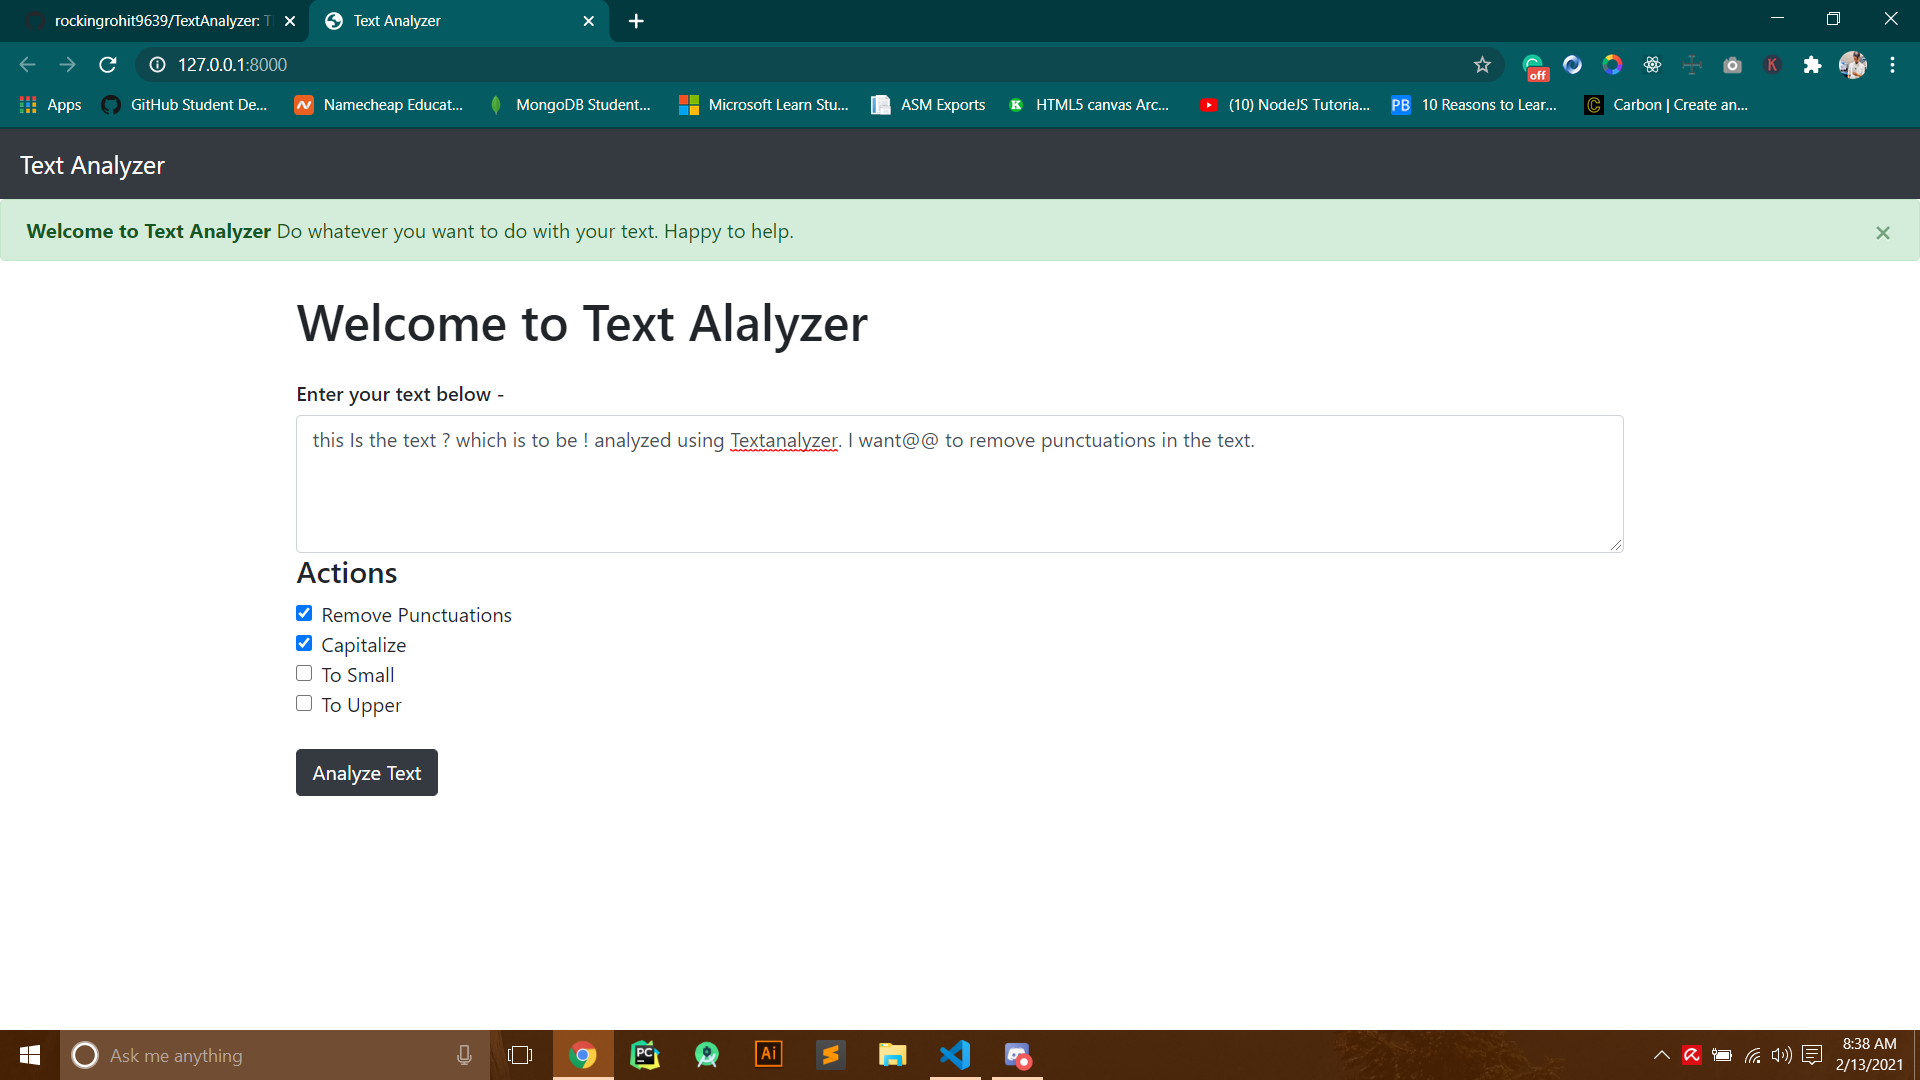 rockingrohit9639/TextAnalyzer: T
Text Analyzer
127.0.0.1:8000
off
K
Apps
GitHub Student De...
Namecheap Educat...
MongoDB Student...
Microsoft Learn Stu...
ASM Exports
HTML5 canvas Arc...
(10) NodeJS Tutoria...
PB
10 Reasons to Lear...
Carbon | Create an...
Text Analyzer
Welcome to Text Analyzer Do whatever you want to do with your text. Happy to help.
Welcome to Text Alalyzer
Enter your text below -
this Is the text ? which is to be ! analyzed using Textanalyzer. I want@@ to remove punctuations in the text.
Actions
Remove Punctuations
Capitalize
To Small
To Upper
Analyze Text
Ask me anything
PC
Ai
8:38 AM
2/13/2021